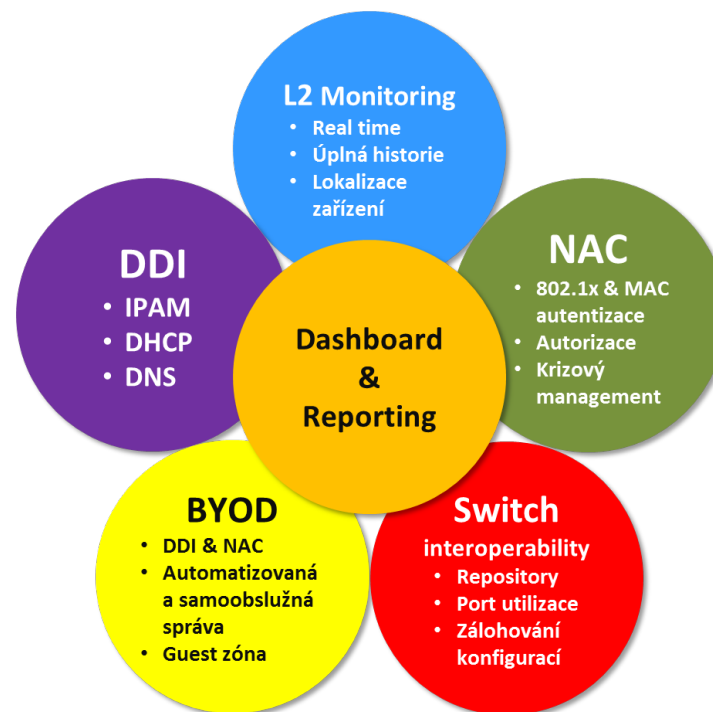 L2 Monitoring
• Real time
• Úplná historie
• Lokalizace
zařízení
DDI
• IPAM
• DHCP
• DNS
NAC
• 802.1x & MAC
autentizace
• Autorizace
• Krizový
management
Dashboard
&
Reporting
BYOD
• DDI & NAC
• Automatizovaná
a samoobslužná
správa
• Guest zóna
Switch
interoperability
• Repository
• Port utilizace
• Zálohování
konfigurací